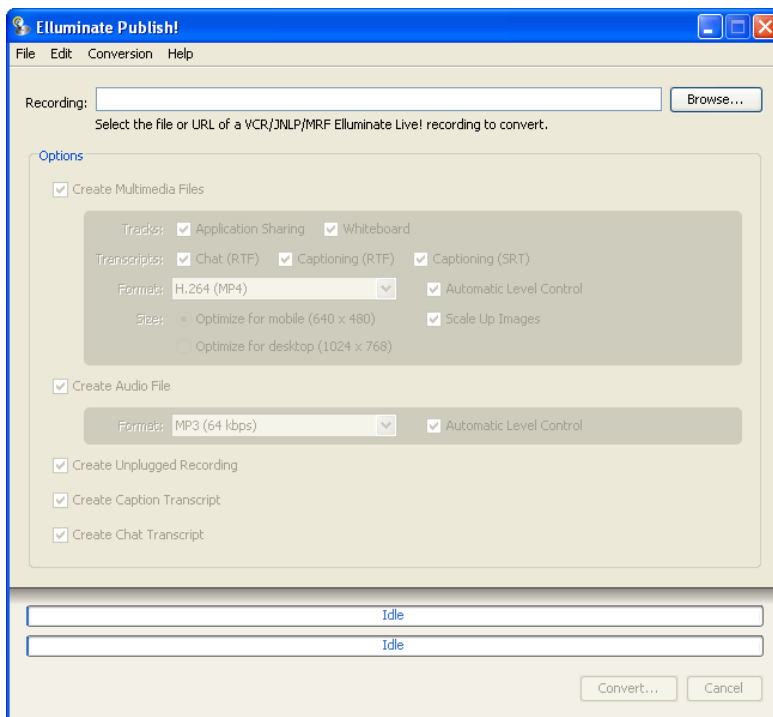 Elluminate Publish!
File Edit Conversion Help
Recording: Browse...
Select the file or URL of a VCR/JNLP/MRF Elluminate Live! recording to convert.
Options
Create Multimedia Files
Tracks: Application Sharing Whiteboard
Transcripts: Chat (RTF) Captioning (RTF) Captioning (SRT)
Format: H.264 (MP4) Automatic Level Control
Size: Optimize for mobile (640 x 480) Scale Up Images
Optimize for desktop (1024 x 768)
Create Audio File
Format: MP3 (64 kbps) Automatic Level Control
Create Unplugged Recording
Create Caption Transcript
Create Chat Transcript
Idle
Idle
Convert... Cancel